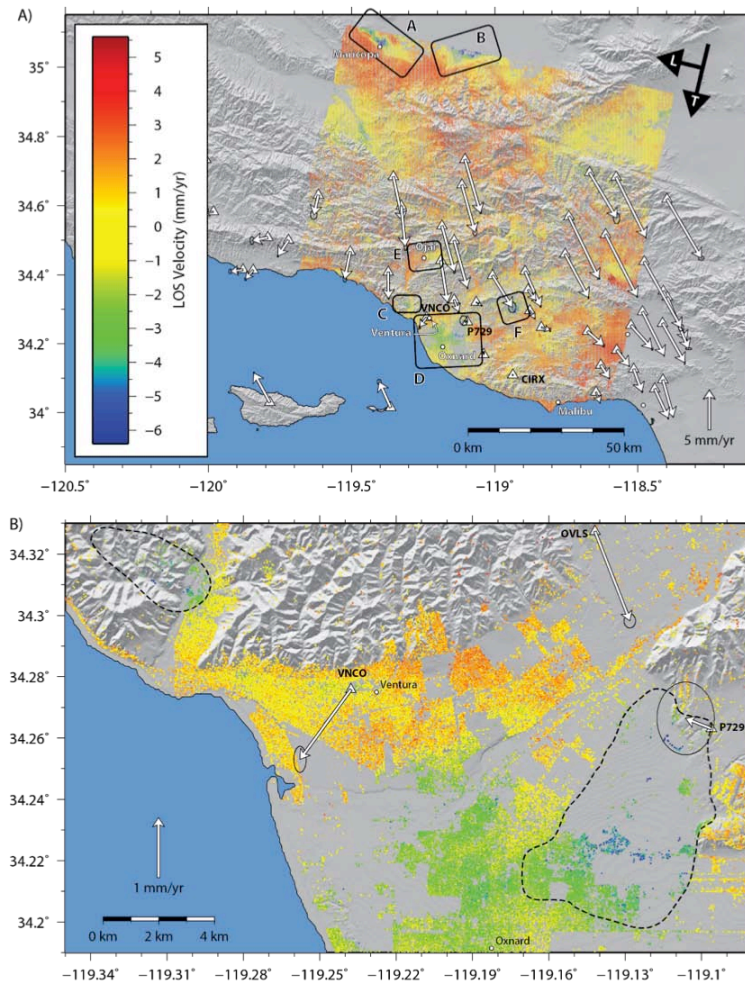 A)
A
B
Maricopa
L
T
35°
34.8°
34.6°
34.4°
34.2°
34°
5
4
3
2
1
0
−1
−2
−3
−4
−5
−6
LOS Velocity (mm/yr)
E
Ojai
C
VNCO
Ventura
P729
F
Oxnard
D
CIRX
Malibu
0 km
50 km
5 mm/yr
−120.5
−120°
−119.5°
−119°
−118.5°
B)
OVLS
34.32°
34.3°
34.28°
34.26°
34.24°
34.22°
34.2°
VNCO
Ventura
P729
1 mm/yr
0 km
2 km
4 km
Oxnard
−119.34°
−119.31°
−119.28°
−119.25°
−119.22°
−119.19°
−119.16°
−119.13°
−119.1°